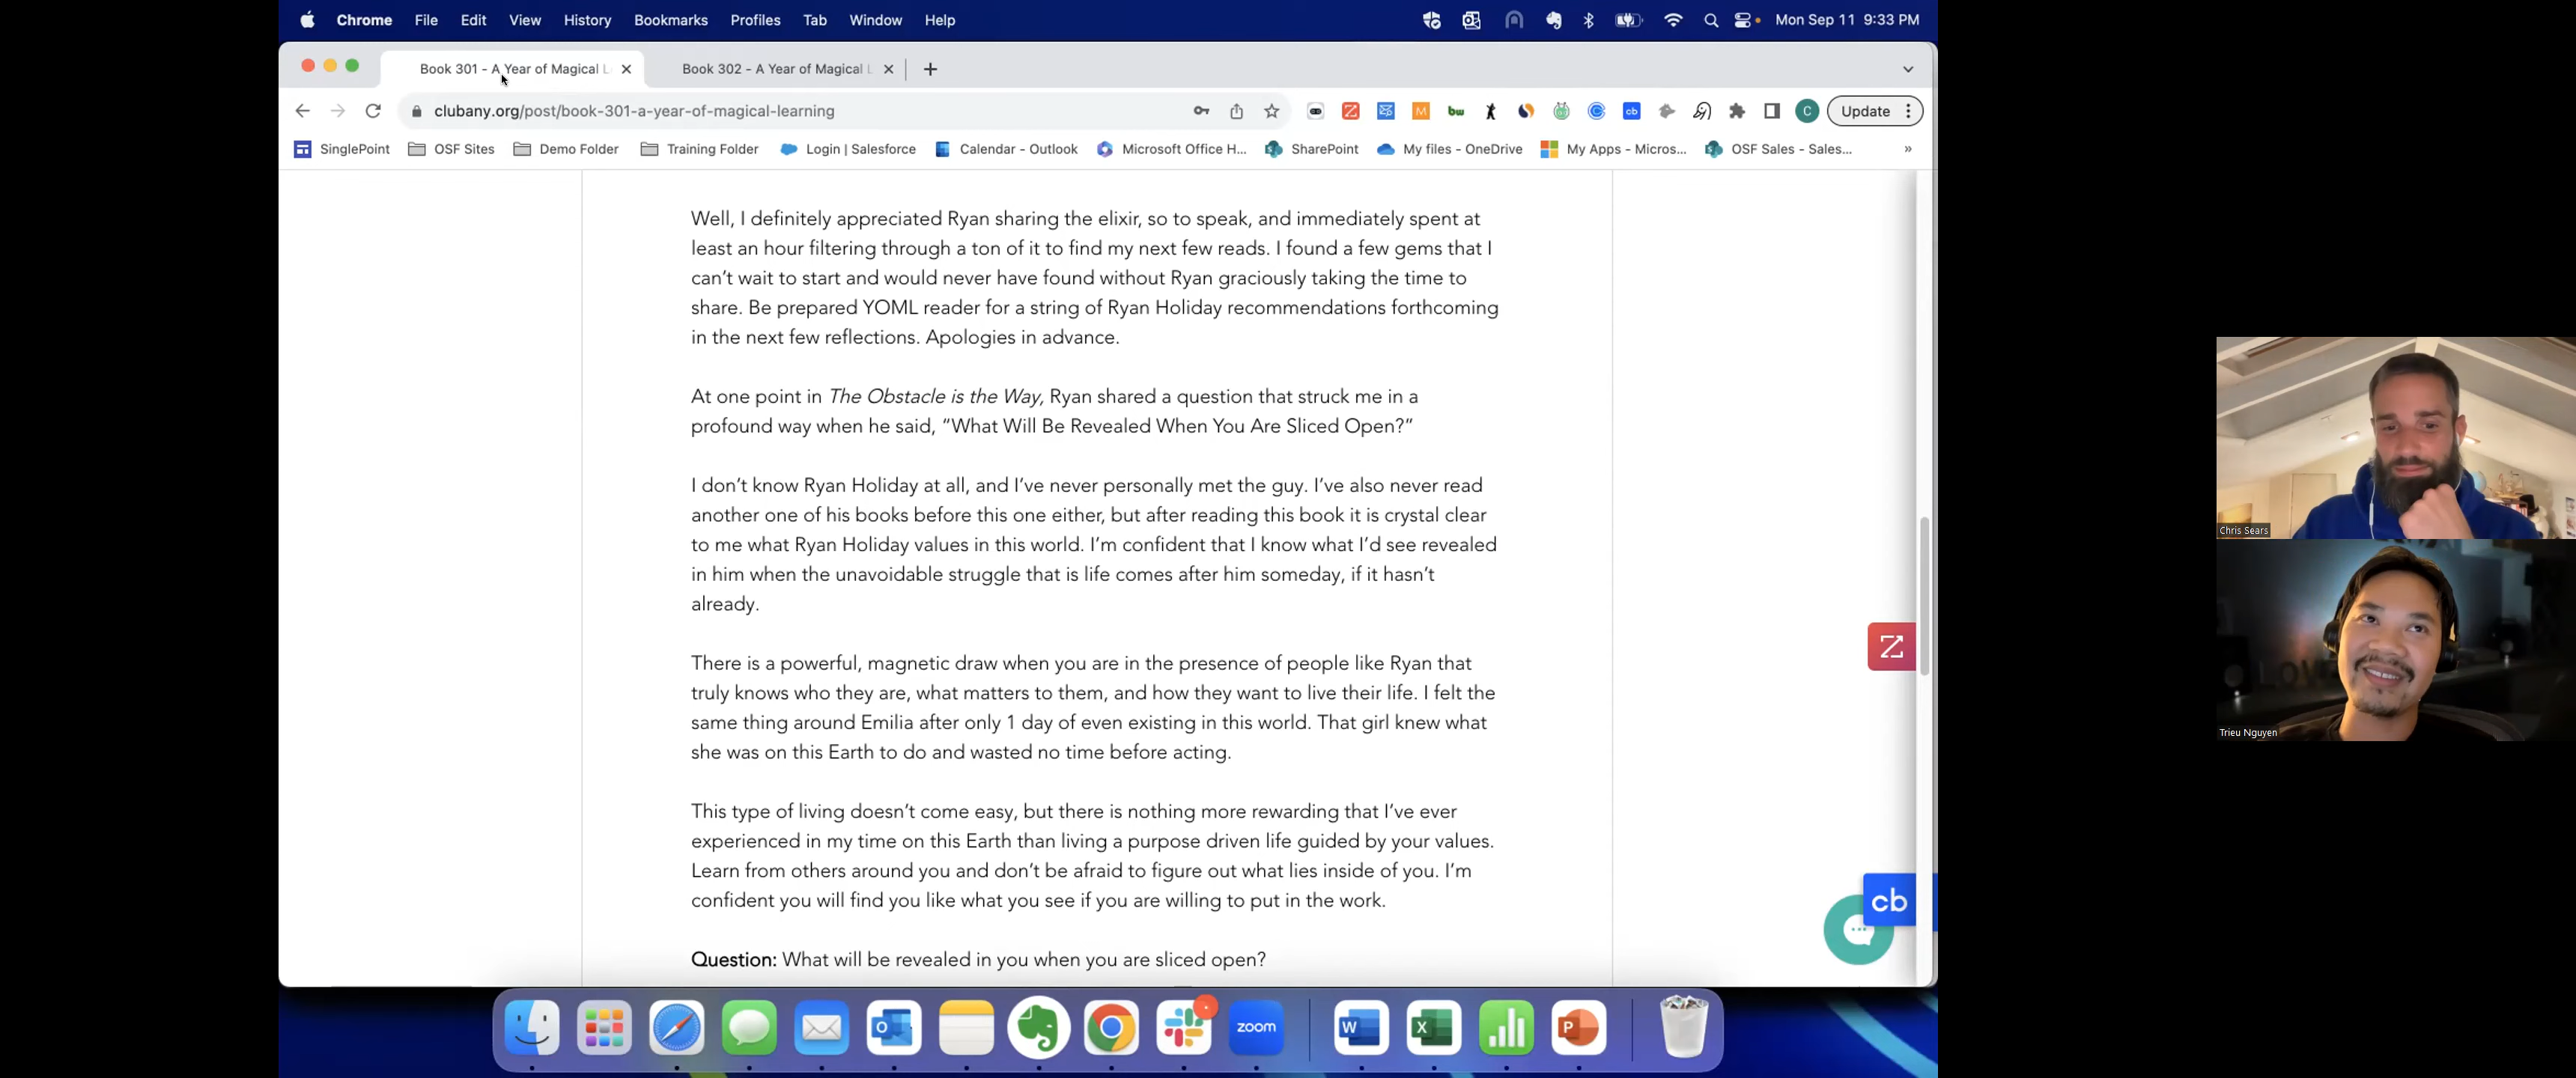 Chrome File Edit View History Bookmarks Profiles Tab Window Help Mon Sep 11 9:33 PM
Book 301 - A Year of Magical L Book 302 - A Year of Magical L
clubany.org/post/book-301-a-year-of-magical-learning M bw cb C Update
SinglePoint OSF Sites Demo Folder Training Folder Login | Salesforce Calendar - Outlook Microsoft Office H... SharePoint My files - OneDrive My Apps - Micros... OSF Sales - Sales... »
Well, I definitely appreciated Ryan sharing the elixir, so to speak, and immediately spent at
least an hour filtering through a ton of it to find my next few reads. I found a few gems that I
can’t wait to start and would never have found without Ryan graciously taking the time to
share. Be prepared YOML reader for a string of Ryan Holiday recommendations forthcoming
in the next few reflections. Apologies in advance.
At one point in The Obstacle is the Way, Ryan shared a question that struck me in a
profound way when he said, “What Will Be Revealed When You Are Sliced Open?”
I don’t know Ryan Holiday at all, and I’ve never personally met the guy. I’ve also never read
another one of his books before this one either, but after reading this book it is crystal clear
to me what Ryan Holiday values in this world. I’m confident that I know what I’d see revealed
in him when the unavoidable struggle that is life comes after him someday, if it hasn’t
already.
There is a powerful, magnetic draw when you are in the presence of people like Ryan that
truly knows who they are, what matters to them, and how they want to live their life. I felt the
same thing around Emilia after only 1 day of even existing in this world. That girl knew what
she was on this Earth to do and wasted no time before acting.
This type of living doesn’t come easy, but there is nothing more rewarding that I’ve ever
experienced in my time on this Earth than living a purpose driven life guided by your values.
Learn from others around you and don’t be afraid to figure out what lies inside of you. I’m
confident you will find you like what you see if you are willing to put in the work.
Question: What will be revealed in you when you are sliced open?
cb
zoom
Chris Sears
LOVE
Trieu Nguyen